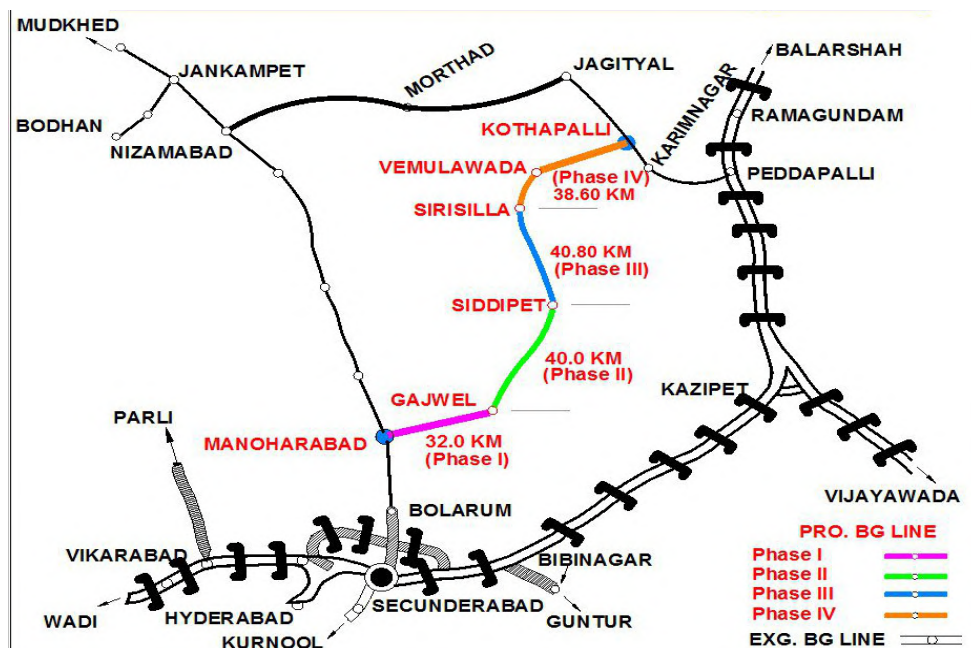 MUDKHED
JANKAMPET
BODHAN
NIZAMABAD
MORTHAD
JAGITYAL
BALARSHAH
KARIMNAGAR
RAMAGUNDAM
KOTHAPALLI
VEMULAWADA
(Phase IV)
38.60 KM
PEDDAPALLI
SIRISILLA
40.80 KM
(Phase III)
SIDDIPET
40.0 KM
(Phase II)
KAZIPET
GAJWEL
PARLI
MANOHARABAD
32.0 KM
(Phase I)
VIJAYAWADA
BOLARUM
VIKARABAD
BIBINAGAR
WADI
HYDERABAD
SECUNDERABAD
GUNTUR
KURNOOL
PRO. BG LINE
Phase I
Phase II
Phase III
Phase IV
EXG. BG LINE